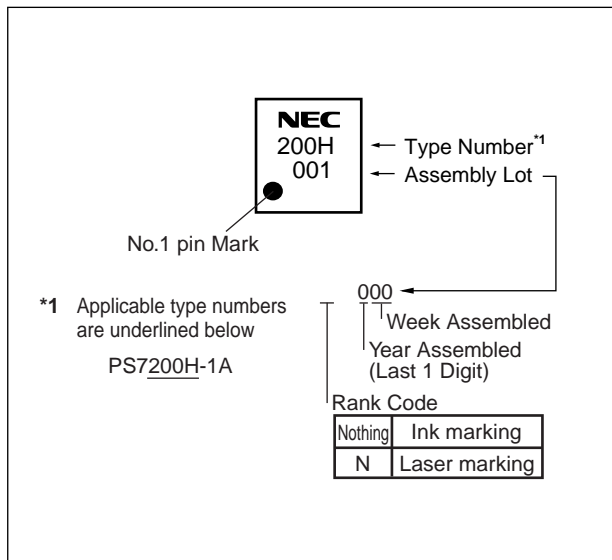 NEC
200H
001
Type Number*1
Assembly Lot
No.1 pin Mark
*1 Applicable type numbers
are underlined below
PS7200H-1A
000
Week Assembled
Year Assembled
(Last 1 Digit)
Rank Code
Nothing Ink marking
N Laser marking